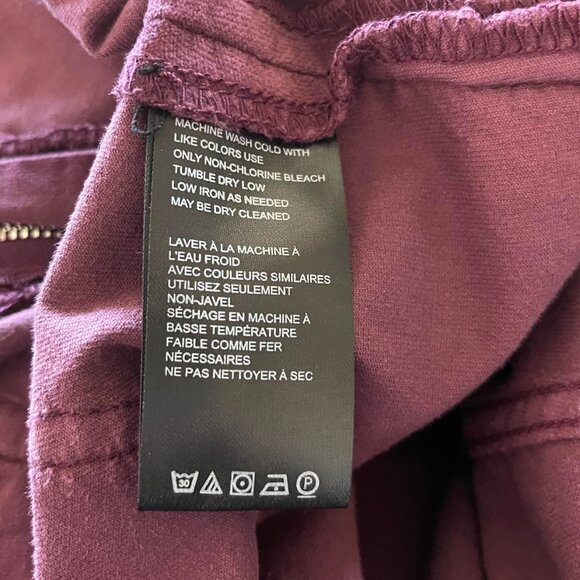 MACHINE WASH COLD WITH
LIKE COLORS USE
ONLY NON-CHLORINE BLEACH
TUMBLE DRY LOW
LOW IRON AS NEEDED
MAY BE DRY CLEANED
LAVER À LA MACHINE À
L'EAU FROID
AVEC COULEURS SIMILAIRES
UTILISEZ SEULEMENT
NON-JAVEL
SÉCHAGE EN MACHINE À
BASSE TEMPÉRATURE
FAIBLE COMME FER
NÉCESSAIRES
NE PAS NETTOYER À SEC
30 P